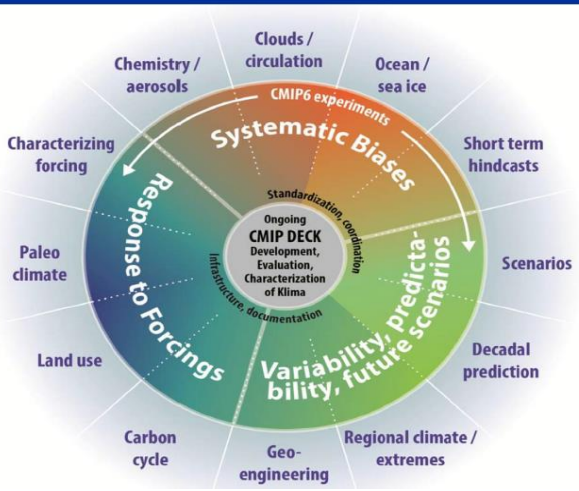 Clouds /
circulation
Chemistry /
aerosols
Ocean /
sea ice
CMIP6 experiments
Systematic Biases
Characterizing
forcing
Short term
hindcasts
Standardization, coordination
Response to Forcings
Ongoing
CMIP DECK
Development,
Evaluation,
Characterization
of Klima
Paleo
climate
Scenarios
Infrastructure, documentation
Variability, predicta-
bility, future scenarios
Land use
Decadal
prediction
Carbon
cycle
Geo-
engineering
Regional climate /
extremes